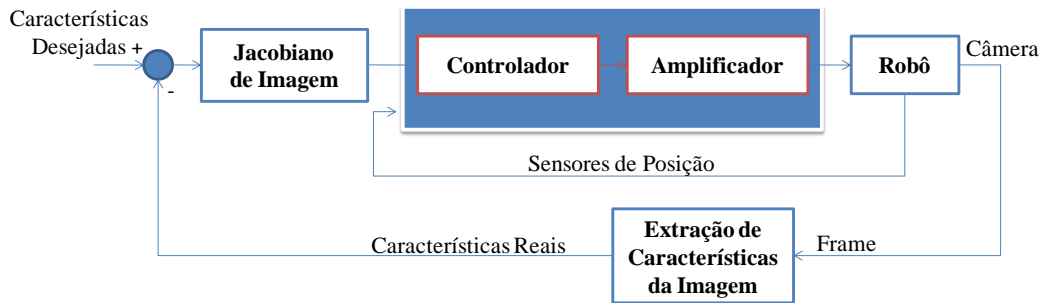 Características
Desejadas +
-
Jacobiano
de Imagem
Controlador
Amplificador
Robô
Câmera
Sensores de Posição
Características Reais
Extração de
Características
da Imagem
Frame